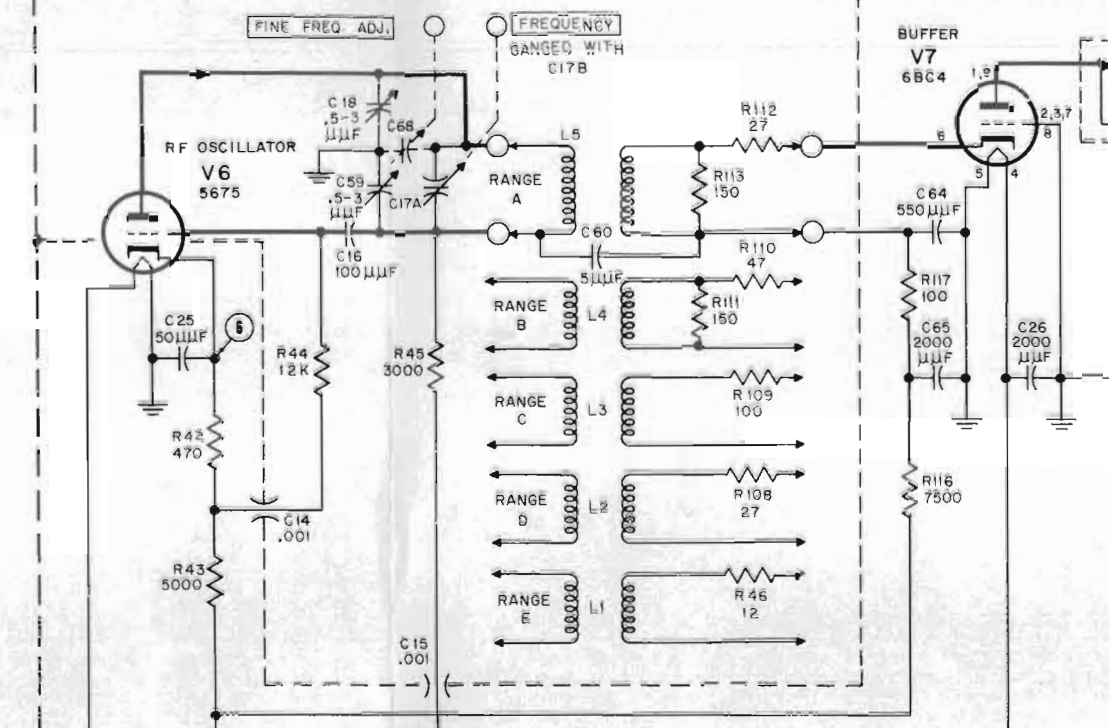 FINE FREQ. ADJ.
FREQUENCY
GANGED WITH
C17B
BUFFER
V7
6BC4
1,9
2,3,7
8
6
5
4
C18
.5-3
µµF
C68
RF OSCILLATOR
V6
5675
C59
.5-3
µµF
C17A
C16
100µµF
L5
RANGE
A
R112
27
R113
150
C60
5µµF
R110
47
C64
550µµF
R117
100
C65
2000
µµF
C26
2000
µµF
C25
50µµF
6
R44
12K
R45
3000
RANGE
B
L4
R111
150
RANGE
C
L3
R109
100
R42
470
C14
.001
RANGE
D
L2
R108
27
R116
7500
R43
5000
RANGE
E
L1
R46
12
C15
.001